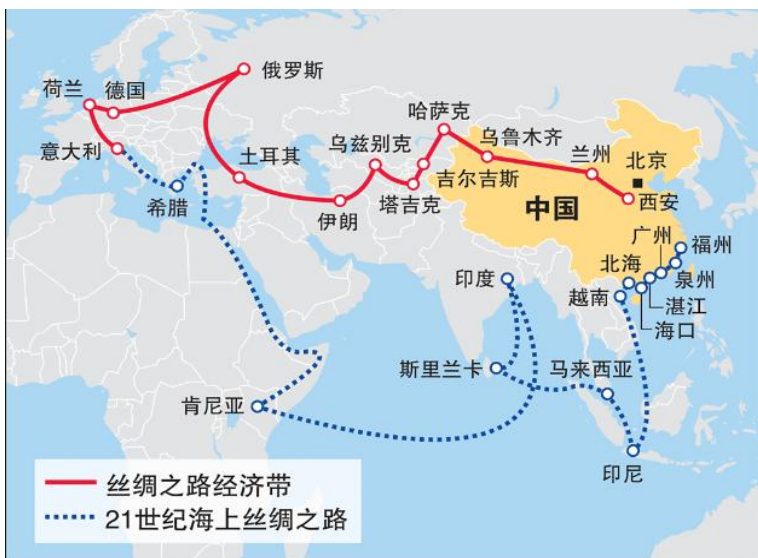 俄罗斯
荷兰
德国
哈萨克
乌兹别克
乌鲁木齐
意大利
土耳其
兰州
北京
希腊
伊朗
塔吉克
吉尔吉斯
西安
中国
广州
福州
北海
泉州
印度
越南
湛江
海口
斯里兰卡
马来西亚
肯尼亚
印尼
丝绸之路经济带
21世纪海上丝绸之路